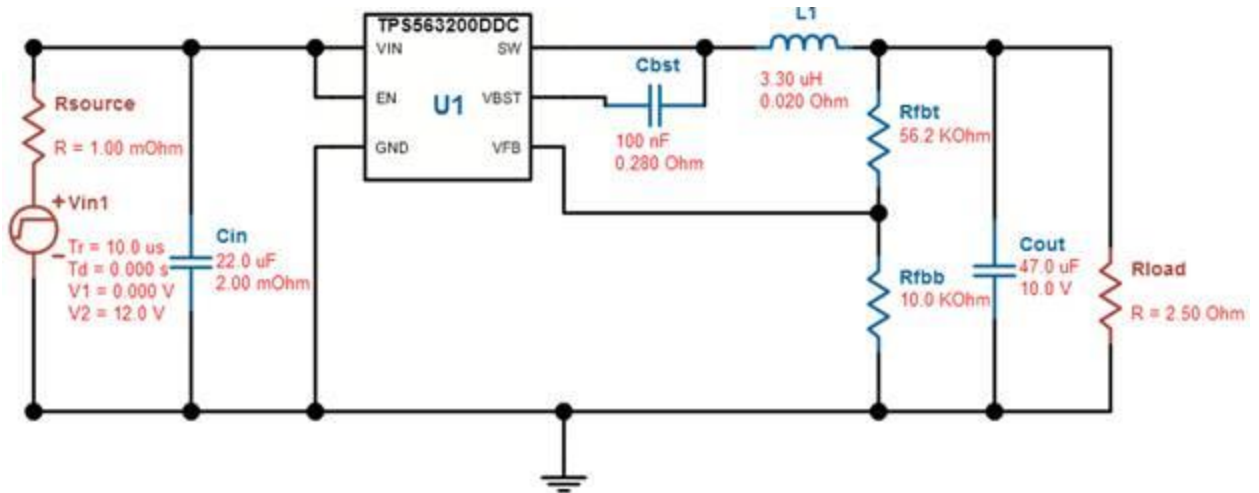 TPS563200DDC
VIN
SW
EN
VBST
GND
VFB
U1
Rsource
R = 1.00 mOhm
+
Vin1
-
Tr = 10.0 us
Td = 0.000 s
V1 = 0.000 V
V2 = 12.0 V
Cin
22.0 uF
2.00 mOhm
Cbst
100 nF
0.280 Ohm
L1
3.30 uH
0.020 Ohm
Rfbt
56.2 KOhm
Rfbb
10.0 KOhm
Cout
47.0 uF
10.0 V
Rload
R = 2.50 Ohm